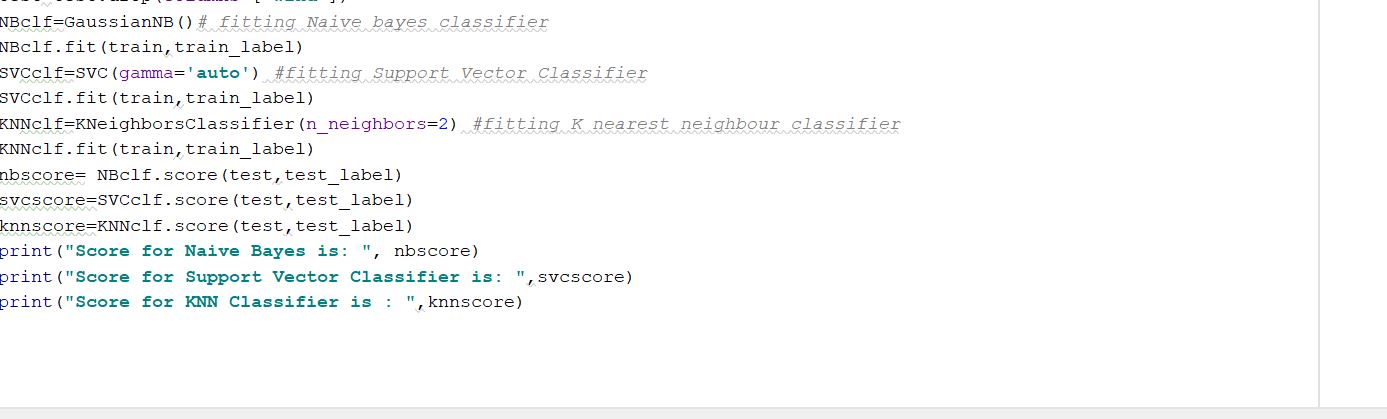 NBclf=GaussianNB()# fitting Naive bayes classifier
NBclf.fit(train,train_label)
SVCclf=SVC(gamma='auto') #fitting Support Vector Classifier
SVCclf.fit(train,train_label)
KNNclf=KNeighborsClassifier(n_neighbors=2) #fitting K nearest neighbour classifier
KNNclf.fit(train,train_label)
nbscore= NBclf.score(test,test_label)
svcscore=SVCclf.score(test,test_label)
knnscore=KNNclf.score(test,test_label)
print("Score for Naive Bayes is: ", nbscore)
print("Score for Support Vector Classifier is: ",svcscore)
print("Score for KNN Classifier is : ",knnscore)